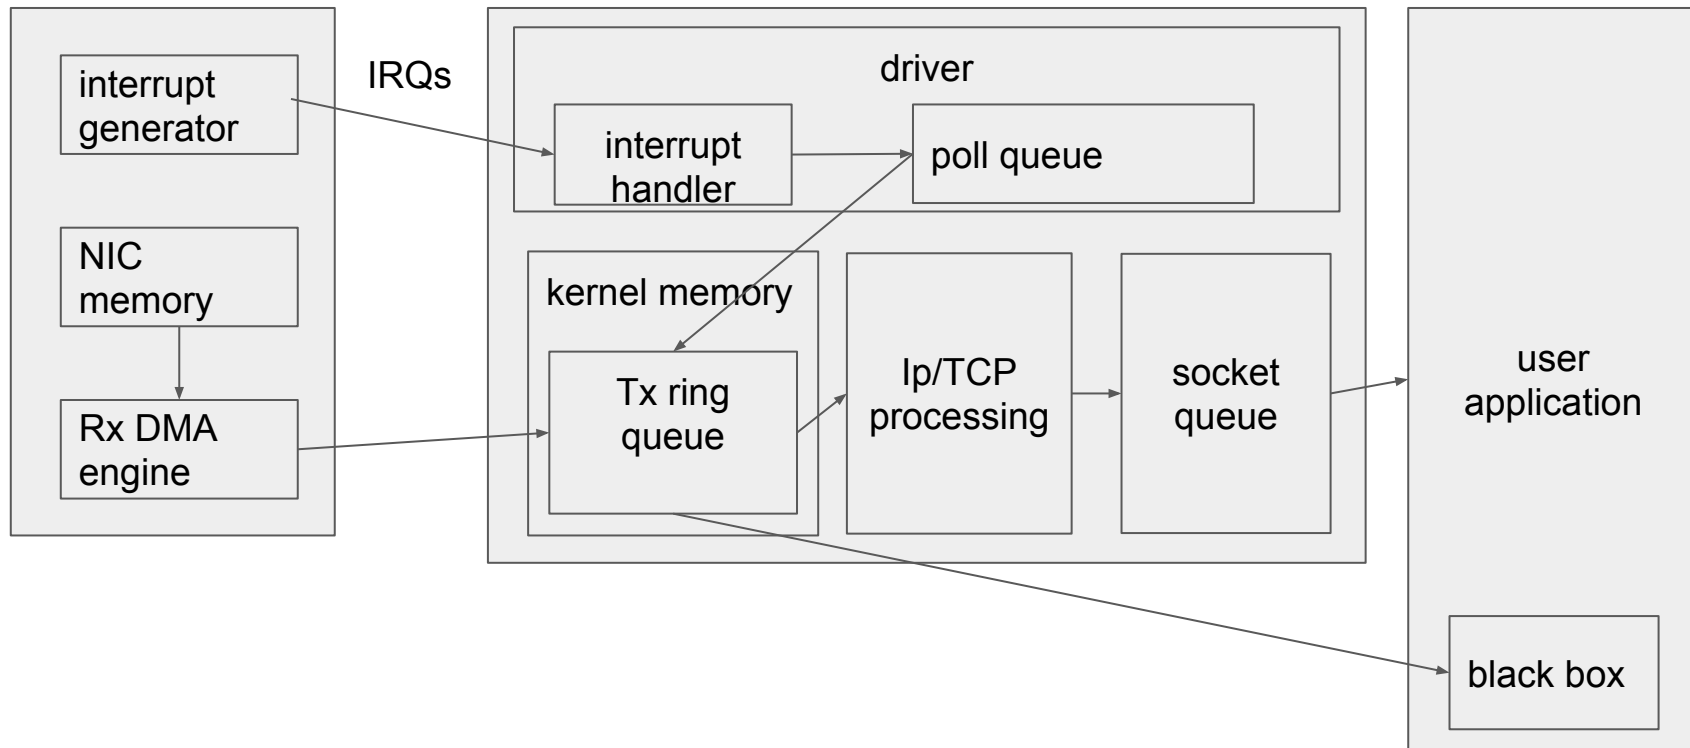 interrupt
generator
IRQs
driver
interrupt
handler
poll queue
NIC
memory
Rx DMA
engine
kernel memory
Tx ring
queue
Ip/TCP
processing
socket
queue
user
application
black box